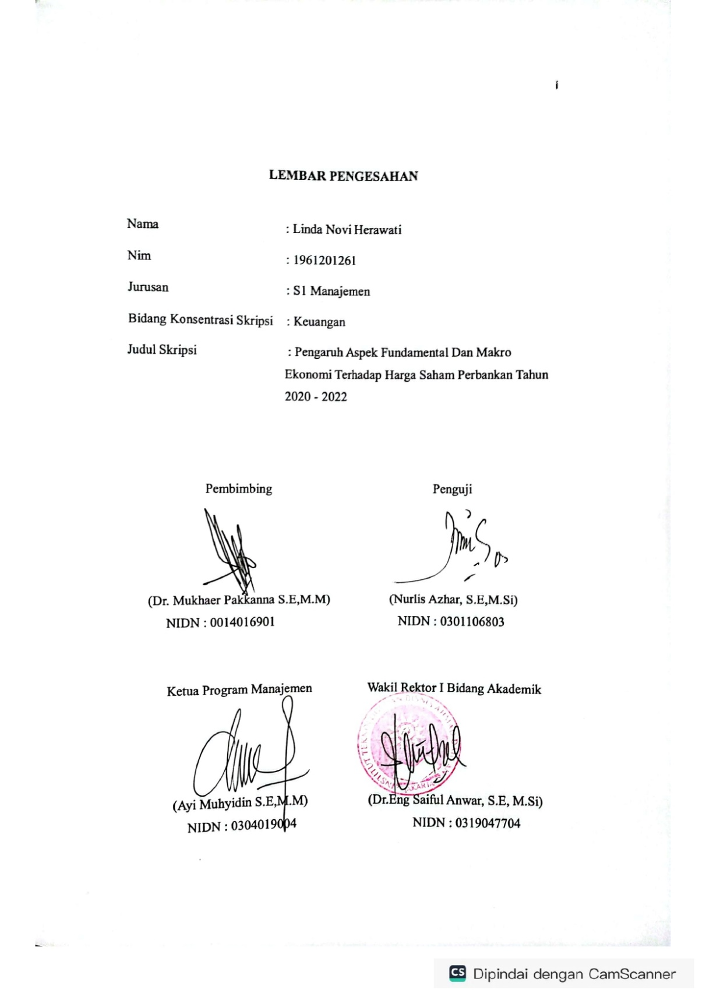 i
LEMBAR PENGESAHAN
Nama : Linda Novi Herawati
Nim : 1961201261
Jurusan : S1 Manajemen
Bidang Konsentrasi Skripsi : Keuangan
Judul Skripsi : Pengaruh Aspek Fundamental Dan Makro
Ekonomi Terhadap Harga Saham Perbankan Tahun
2020 - 2022
Pembimbing Penguji
(Dr. Mukhaer Pakkanna S.E,M.M) (Nurlis Azhar, S.E,M.Si)
NIDN : 0014016901 NIDN : 0301106803
Ketua Program Manajemen Wakil Rektor I Bidang Akademik
(Ayi Muhyidin S.E,M.M) (Dr.Eng Saiful Anwar, S.E, M.Si)
NIDN : 0304019004 NIDN : 0319047704
CS Dipindai dengan CamScanner